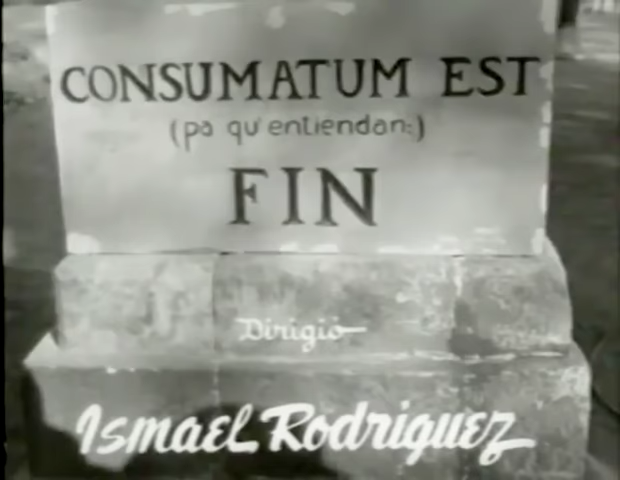 CONSUMATUM EST
(pa qu'entiendan:)
FIN
Dirigió
Ismael Rodriguez